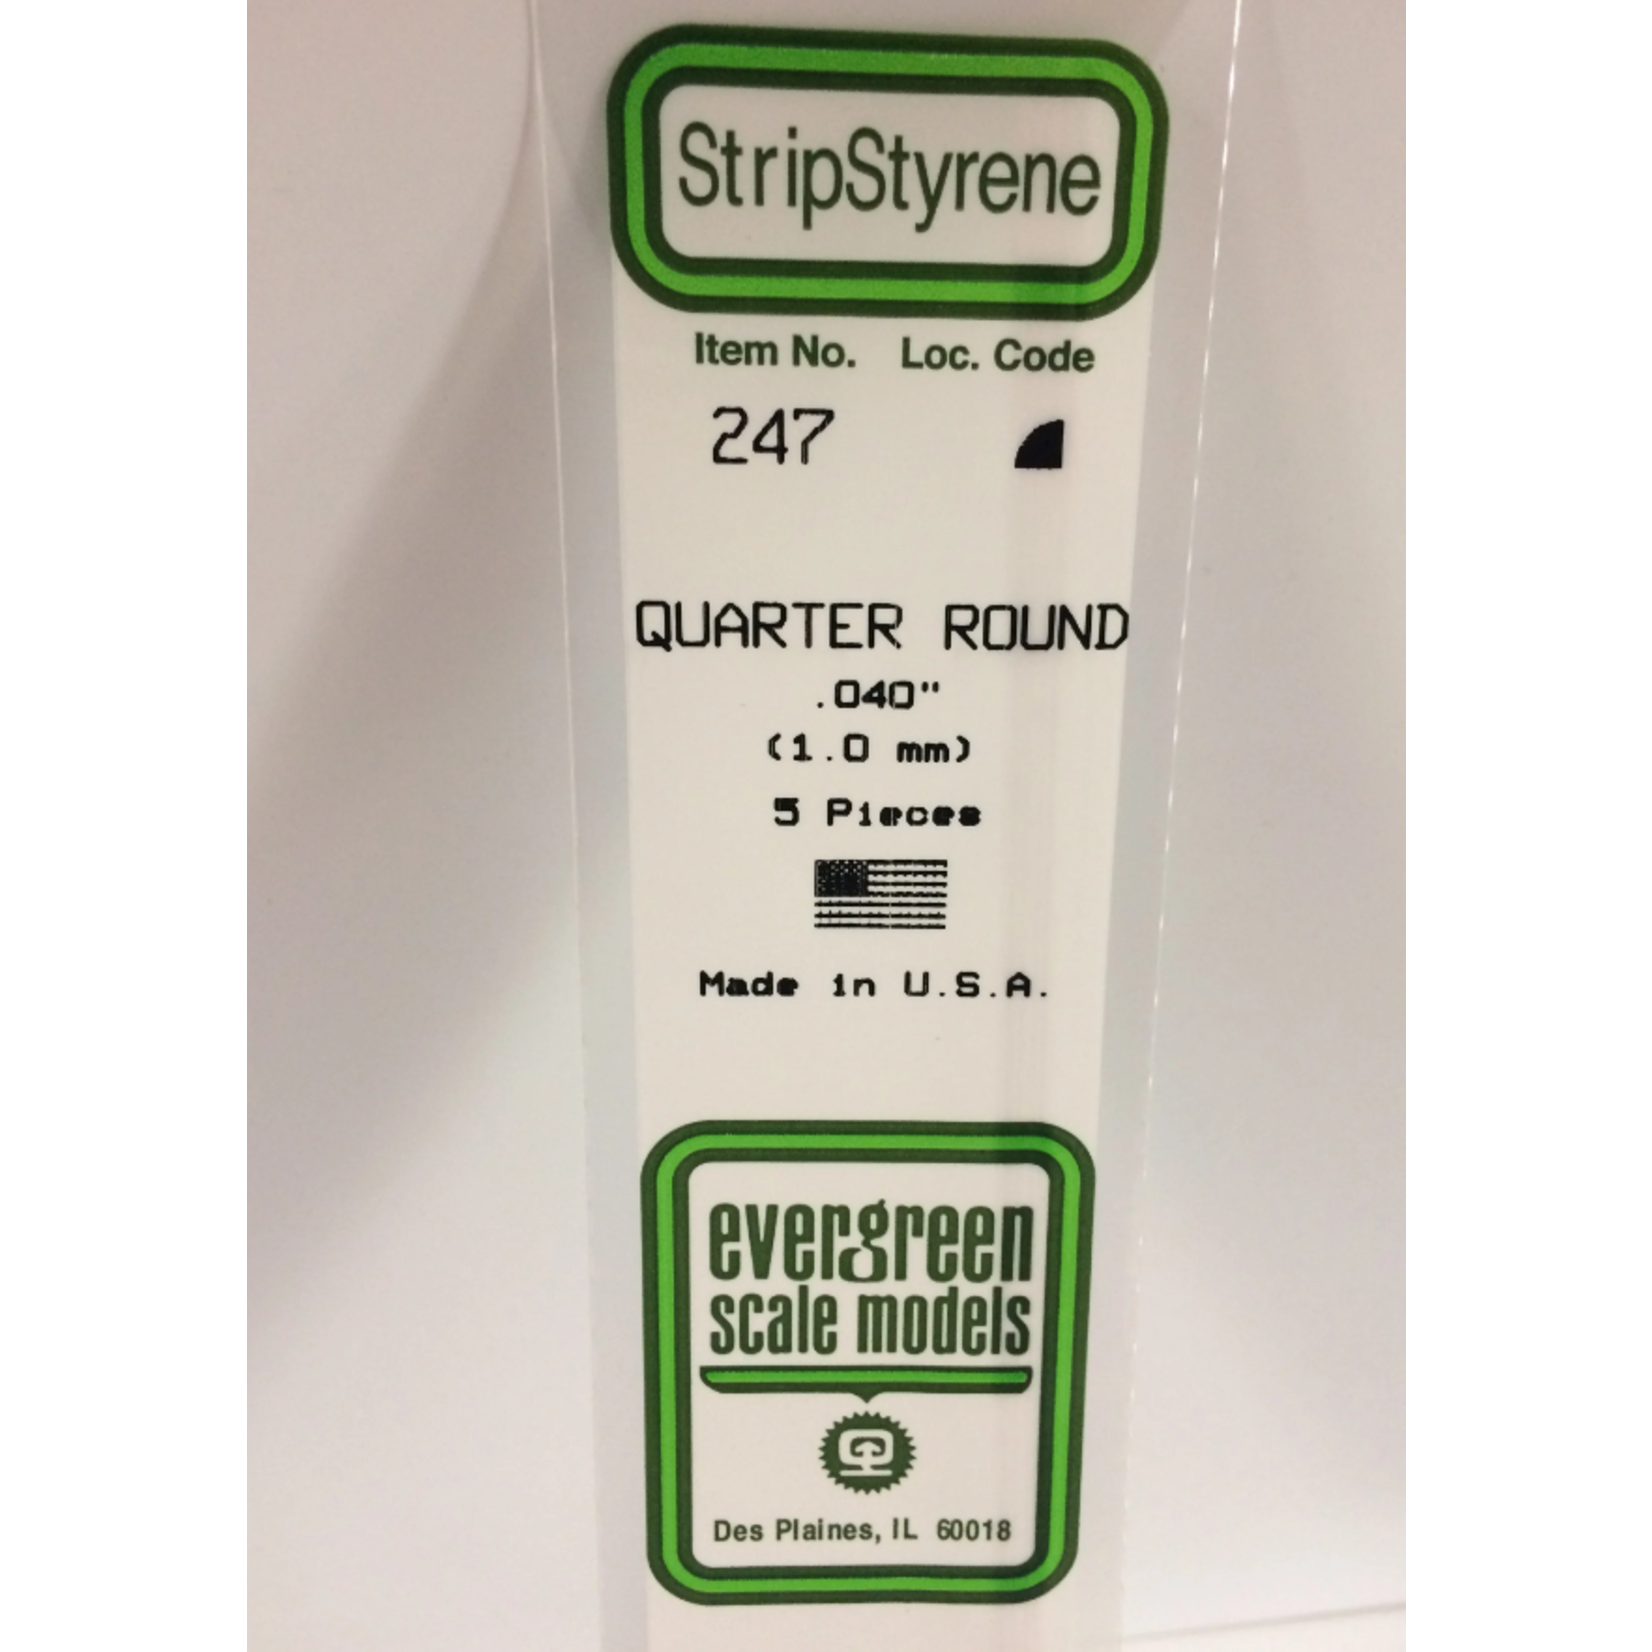 StripStyrene
Item No. Loc. Code
247
QUARTER ROUND
.040"
(1.0 mm)
5 Pieces
Made in U.S.A.
evergreen
scale models
Des Plaines, IL 60018